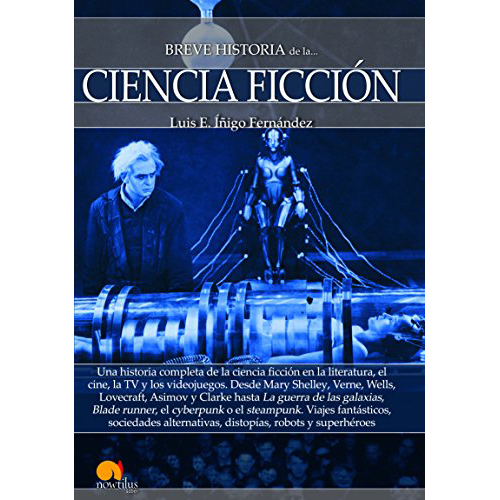 BREVE HISTORIA de la...
CIENCIA FICCIÓN
Luis E. Íñigo Fernández
Una historia completa de la ciencia ficción en la literatura, el
cine, la TV y los videojuegos. Desde Mary Shelley, Verne, Wells,
Lovecraft, Asimov y Clarke hasta La guerra de las galaxias,
Blade runner, el cyberpunk o el steampunk. Viajes fantásticos,
sociedades alternativas, distopías, robots y superhéroes
nowtilus